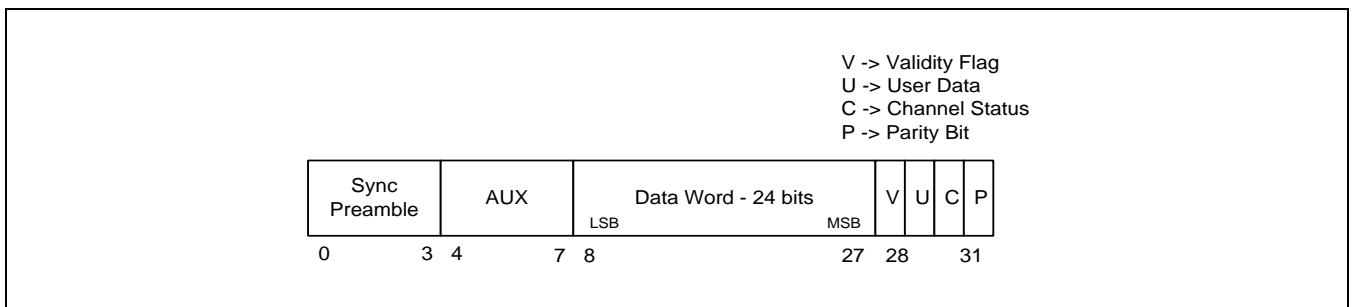 V -> Validity Flag
U -> User Data
C -> Channel Status
P -> Parity Bit
Sync
Preamble
AUX
Data Word - 24 bits
LSB
MSB
V
U
C
P
0
3
4
7
8
27
28
31